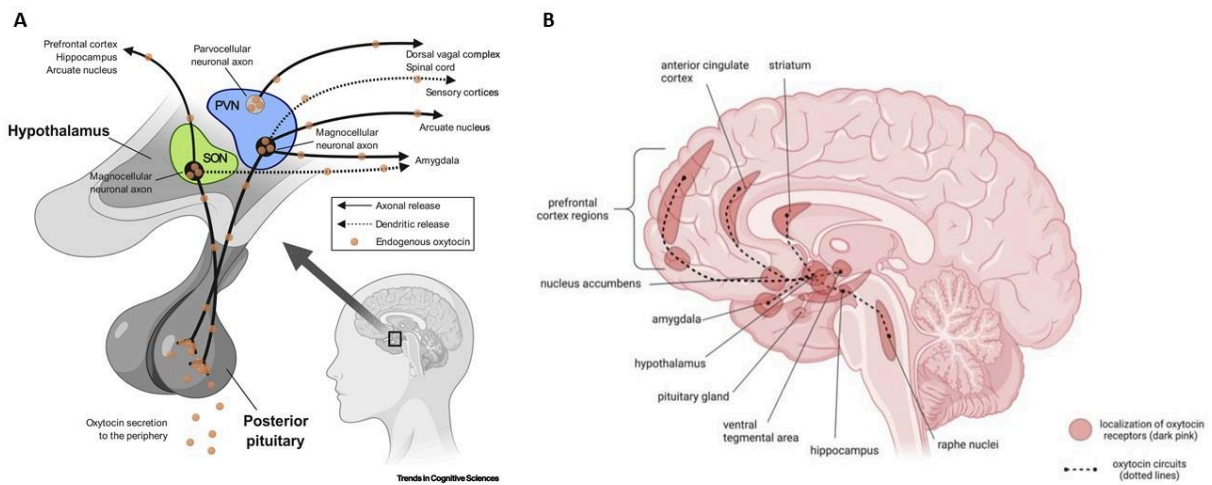 A
Prefrontal cortex
Hippocampus
Arcuate nucleus
Parvocellular
neuronal axon
Dorsal vagal complex
Spinal cord
Sensory cortices
PVN
Hypothalamus
Arcuate nucleus
Magnocellular
neuronal axon
SON
Amygdala
Magnocellular
neuronal axon
Axonal release
Dendritic release
Endogenous oxytocin
Oxytocin secretion
to the periphery
Posterior
pituitary
Trends in Cognitive Sciences
B
anterior cingulate
cortex
striatum
prefrontal
cortex regions
nucleus accumbens
amygdala
hypothalamus
pituitary gland
ventral
tegmental area
hippocampus
raphe nuclei
localization of oxytocin
receptors (dark pink)
oxytocin circuits
(dotted lines)